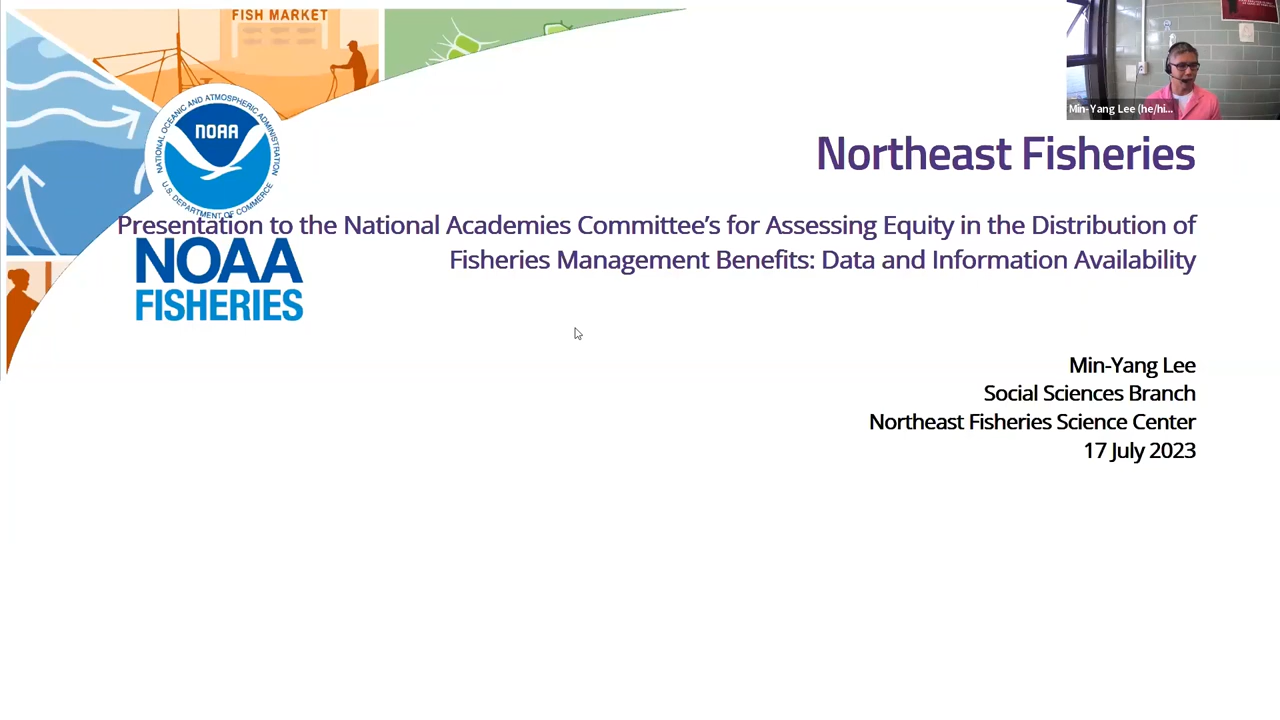 FISH MARKET
NATIONAL OCEANIC AND ATMOSPHERIC ADMINISTRATION
NOAA
U.S. DEPARTMENT OF COMMERCE
NOAA
FISHERIES
Min-Yang Lee (he/hi...
Northeast Fisheries
Presentation to the National Academies Committee's for Assessing Equity in the Distribution of
Fisheries Management Benefits: Data and Information Availability
Min-Yang Lee
Social Sciences Branch
Northeast Fisheries Science Center
17 July 2023